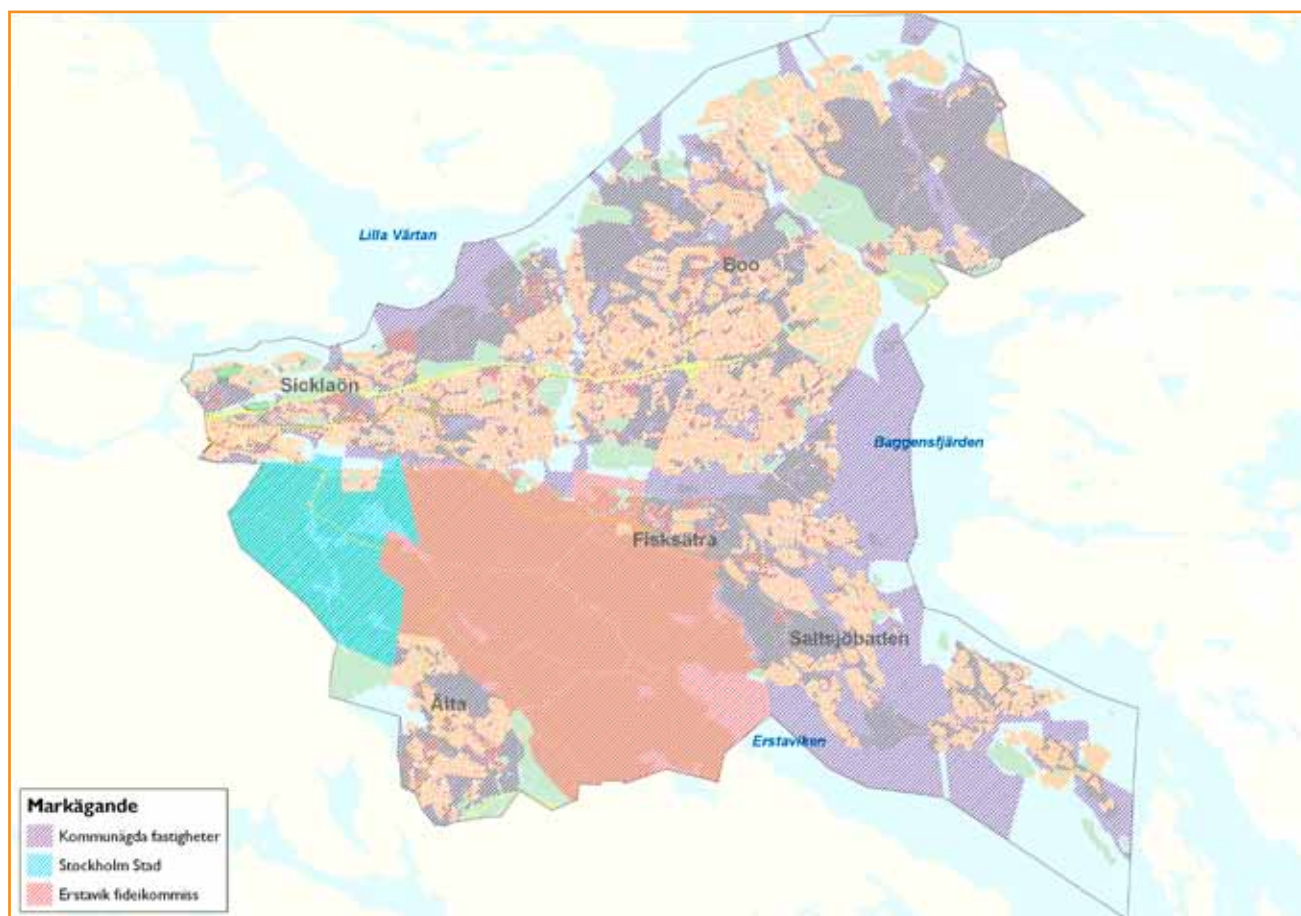 Lilla Värtan
Boo
Sicklaön
Baggensfjärden
Fisksätra
Saltsjöbaden
Älta
Erstaviken
Markägande
Kommunägda fastigheter
Stockholm Stad
Erstavik fideikommiss